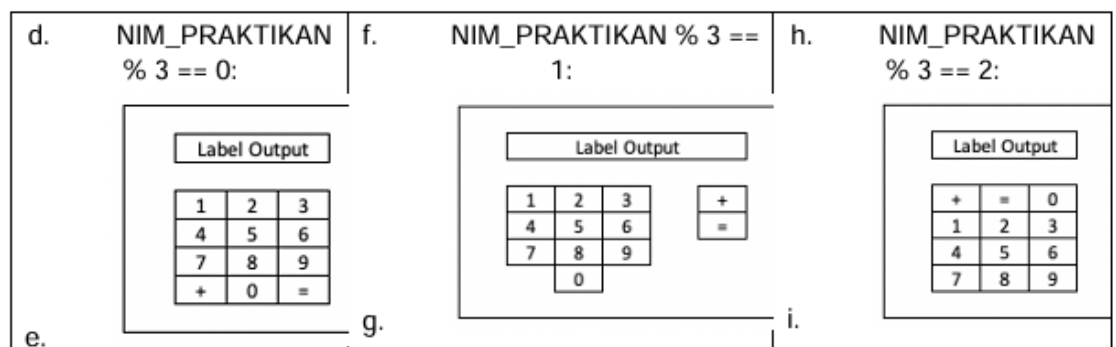 d. NIM_PRAKTIKAN
% 3 == 0:
Label Output
1 2 3
4 5 6
7 8 9
+ 0 =
e.
f. NIM_PRAKTIKAN % 3 ==
1:
Label Output
1 2 3 +
4 5 6 =
7 8 9
0
g.
h. NIM_PRAKTIKAN
% 3 == 2:
Label Output
+ = 0
1 2 3
4 5 6
7 8 9
i.